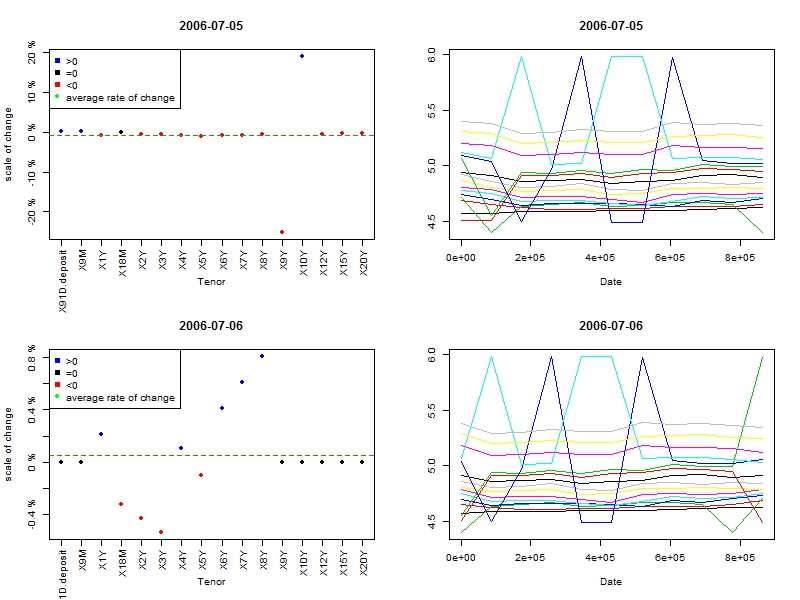 2006-07-05
scale of change
20 %
10 %
0 %
-10 %
-20 %
>0
=0
<0
average rate of change
X91D.deposit
X9M
X1Y
X18M
X2Y
X3Y
X4Y
X5Y
X6Y
X7Y
X8Y
X9Y
X10Y
X12Y
X15Y
X20Y
Tenor
2006-07-05
6.0
5.5
5.0
4.5
0e+00
2e+05
4e+05
6e+05
8e+05
Date
2006-07-06
scale of change
0.8 %
0.4 %
0 %
-0.4 %
>0
=0
<0
average rate of change
1D.deposit
X9M
X1Y
X18M
X2Y
X3Y
X4Y
X5Y
X6Y
X7Y
X8Y
X9Y
X10Y
X12Y
X15Y
X20Y
Tenor
2006-07-06
6.0
5.5
5.0
4.5
0e+00
2e+05
4e+05
6e+05
8e+05
Date